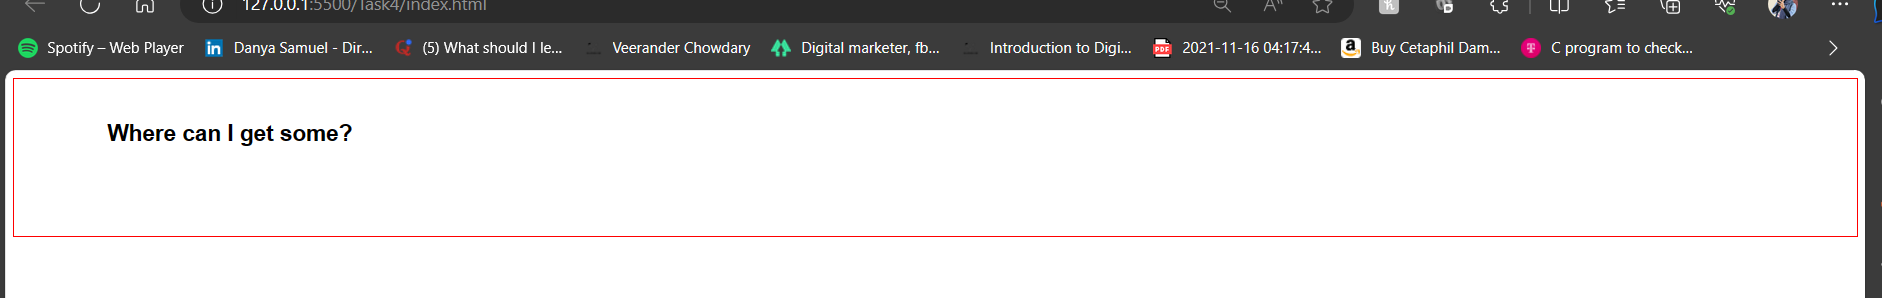 127.0.0.1:5500/Task4/index.html
Spotify – Web Player Danya Samuel - Dir... (5) What should I le... Veerander Chowdary Digital marketer, fb... Introduction to Digi... PDF 2021-11-16 04:17:4... Buy Cetaphil Dam... C program to check...
Where can I get some?